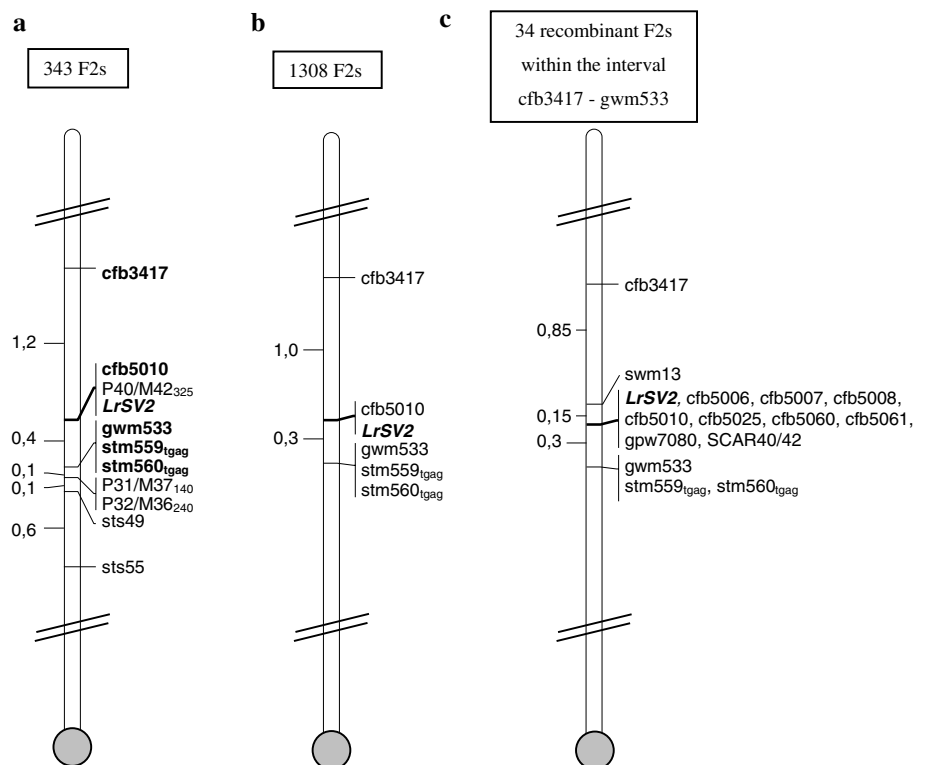 a
343 F2s
cfb3417
1,2
cfb5010
P40/M42325
LrSV2
0,4
gwm533
stm559tgag
0,1
stm560tgag
0,1
P31/M37140
P32/M36240
sts49
0,6
sts55
b
1308 F2s
cfb3417
1,0
cfb5010
LrSV2
0,3
gwm533
stm559tgag
stm560tgag
c
34 recombinant F2s
within the interval
cfb3417 - gwm533
cfb3417
0,85
swm13
LrSV2, cfb5006, cfb5007, cfb5008,
0,15
cfb5010, cfb5025, cfb5060, cfb5061,
0,3
gpw7080, SCAR40/42
gwm533
stm559tgag, stm560tgag